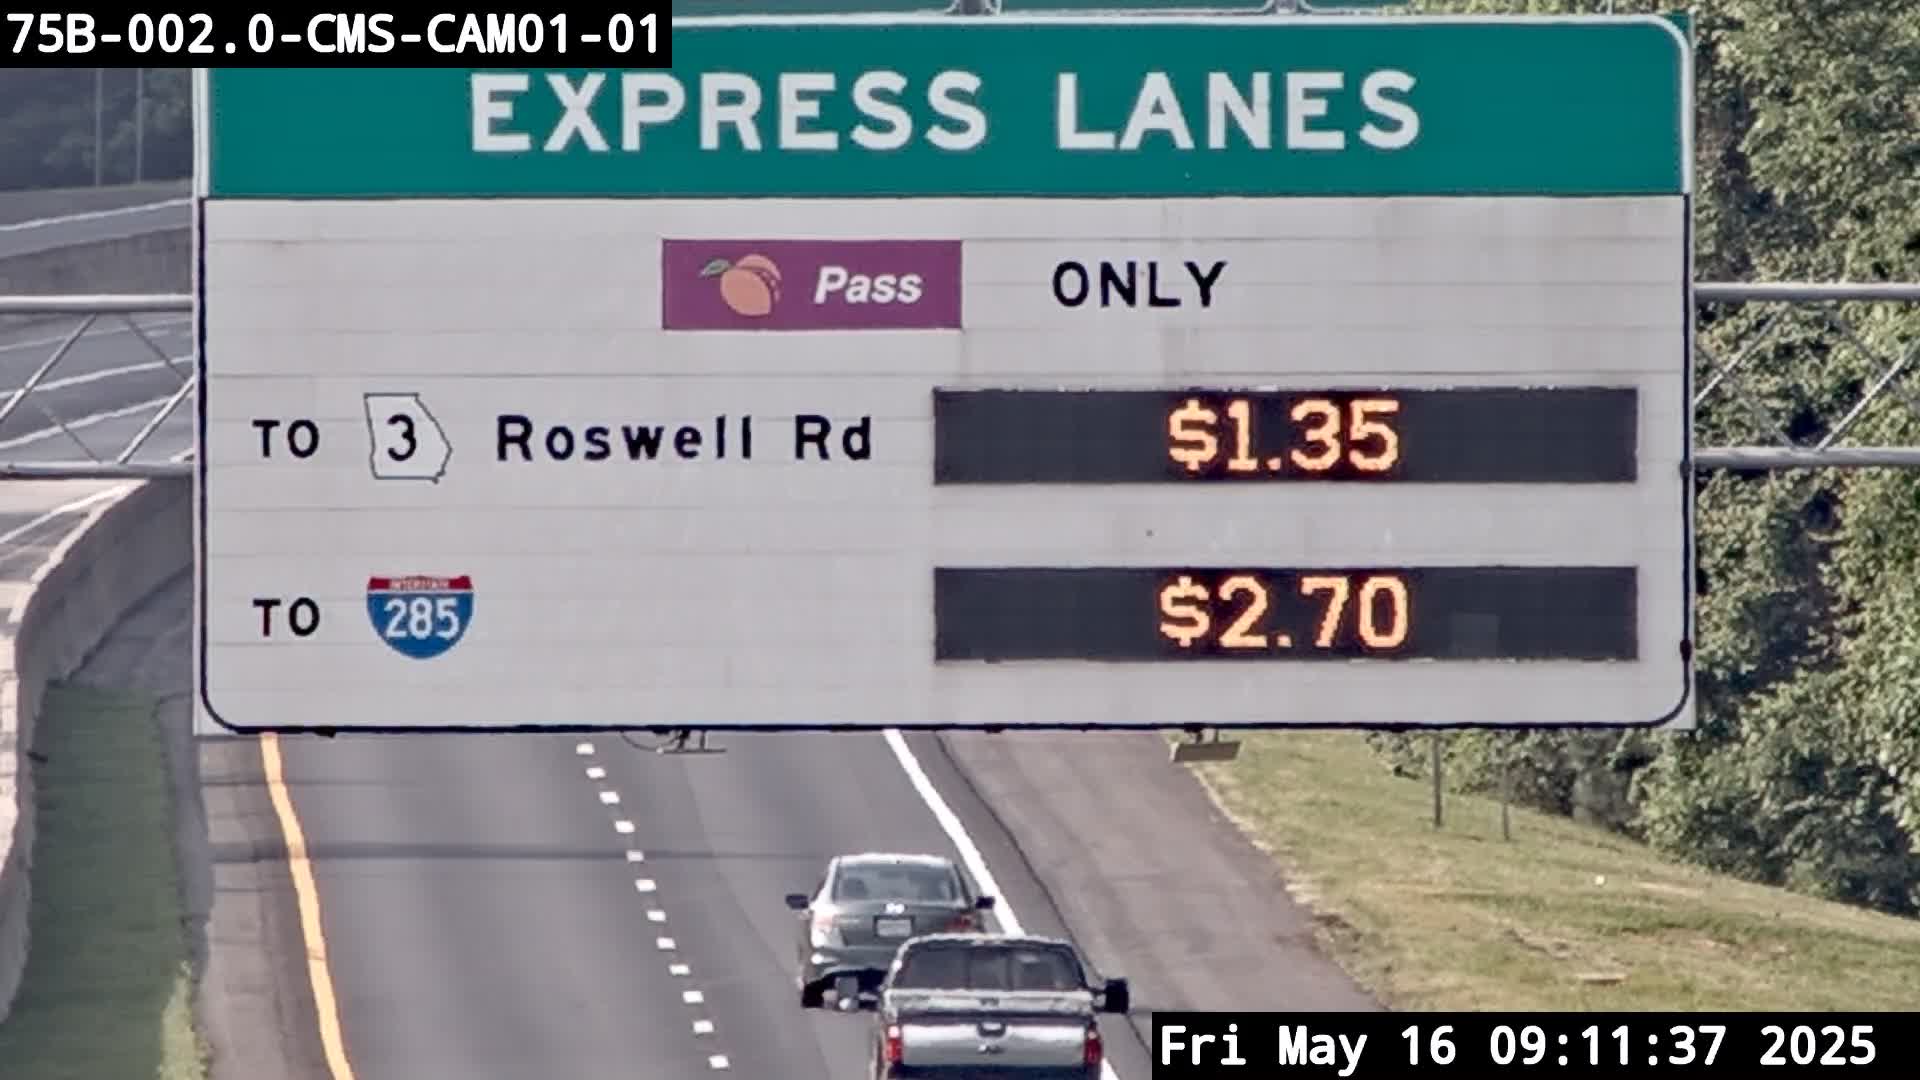 75B-002.0-CMS-CAM01-01
EXPRESS LANES
Pass ONLY
TO 3 Roswell Rd $1.35
TO INTERSTATE 285 $2.70
Fri May 16 09:11:37 2025